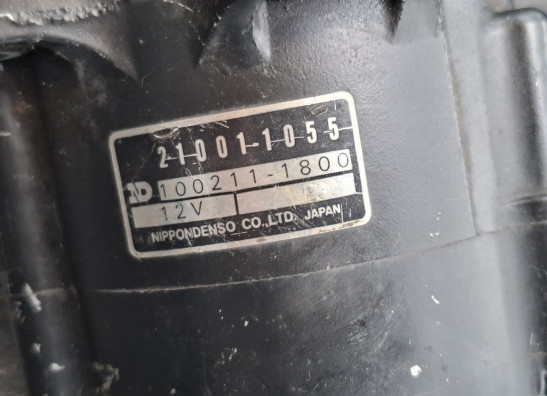 21001-1055
ND 100211-1800
12V
NIPPONDENSO CO.,LTD. JAPAN